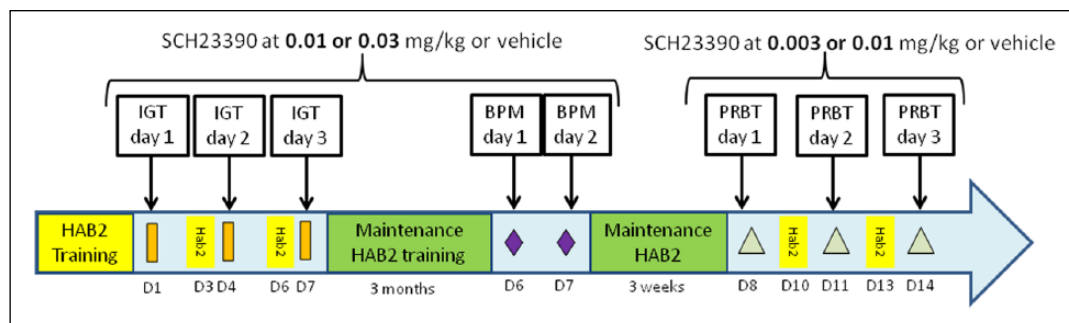 SCH23390 at 0.01 or 0.03 mg/kg or vehicle
SCH23390 at 0.003 or 0.01 mg/kg or vehicle
IGT
day 1
IGT
day 2
IGT
day 3
BPM
day 1
BPM
day 2
PRBT
day 1
PRBT
day 2
PRBT
day 3
HAB2
Training
Hab2
Hab2
Maintenance
HAB2 training
Maintenance
HAB2
Hab2
Hab2
D1
D3
D4
D6
D7
3 months
D6
D7
3 weeks
D8
D10
D11
D13
D14